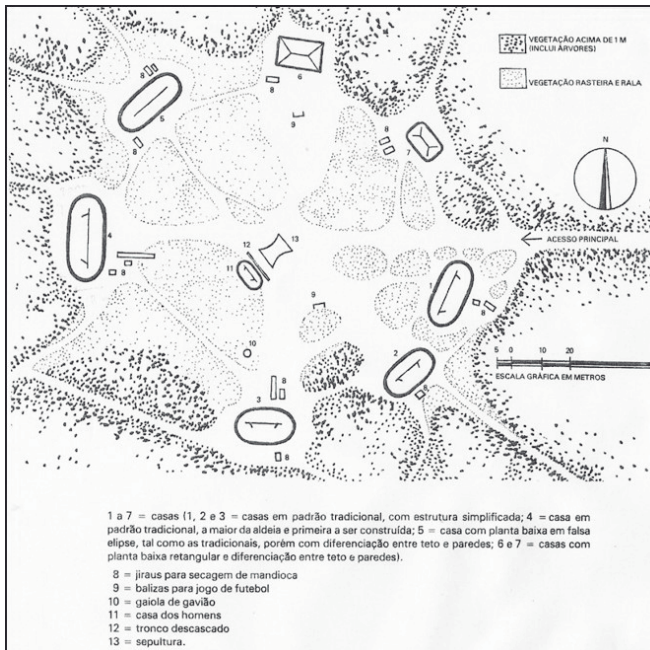 VEGETAÇÃO ACIMA DE 1 M
(INCLUI ÁRVORES)
VEGETAÇÃO RASTEIRA E RALA
N
ACESSO PRINCIPAL
5 0 10 20
ESCALA GRÁFICA EM METROS
8
6
8
5
9
8
7
8
4
8
12
13
11
9
1
8
10
2
8
8
3
8
1 a 7 = casas (1, 2 e 3 = casas em padrão tradicional, com estrutura simplificada; 4 = casa em
padrão tradicional, a maior da aldeia e primeira a ser construída; 5 = casa com planta baixa em falsa
elipse, tal como as tradicionais, porém com diferenciação entre teto e paredes; 6 e 7 = casas com
planta baixa retangular e diferenciação entre teto e paredes).
8 = jiraus para secagem de mandioca
9 = balizas para jogo de futebol
10 = gaiola de gavião
11 = casa dos homens
12 = tronco descascado
13 = sepultura.